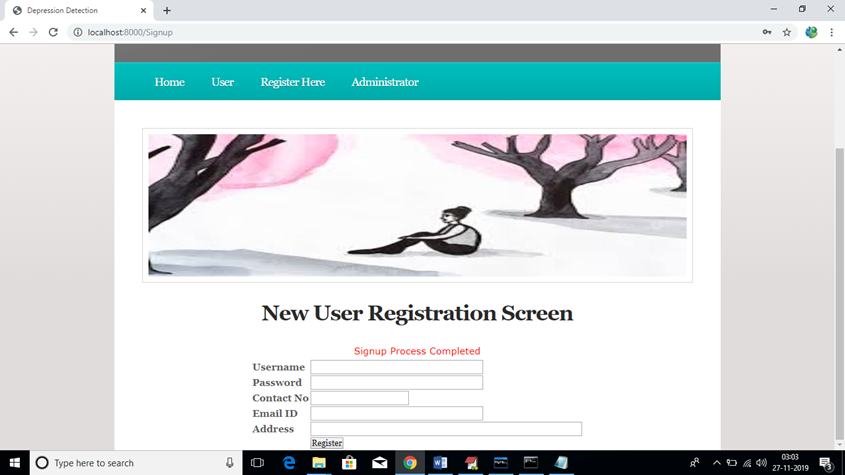 Depression Detection
localhost:8000/Signup
Home User Register Here Administrator
New User Registration Screen
Signup Process Completed
Username
Password
Contact No
Email ID
Address
Register
Type here to search
03:03
27-11-2019
3